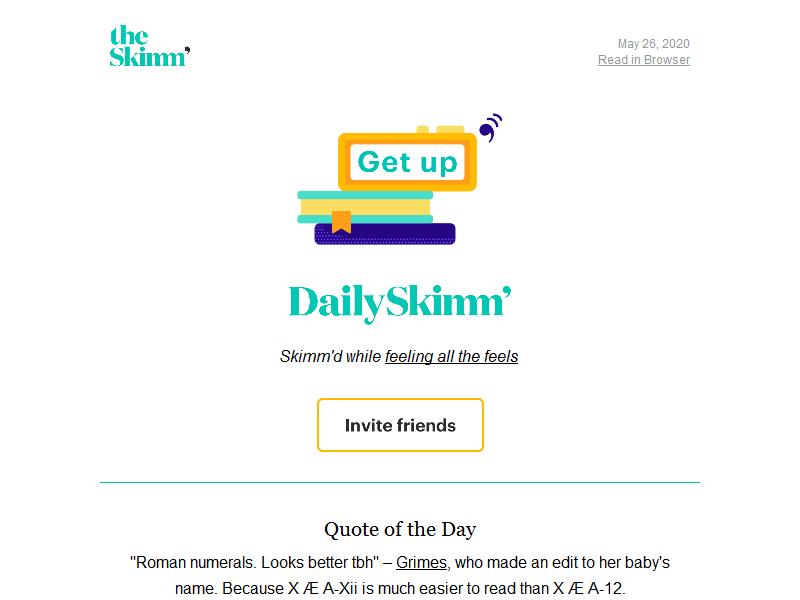 the
Skimm'
May 26, 2020
Read in Browser
Get up
DailySkimm'
Skimm'd while feeling all the feels
Invite friends
Quote of the Day
"Roman numerals. Looks better tbh" – Grimes, who made an edit to her baby's
name. Because X Æ A-Xii is much easier to read than X Æ A-12.